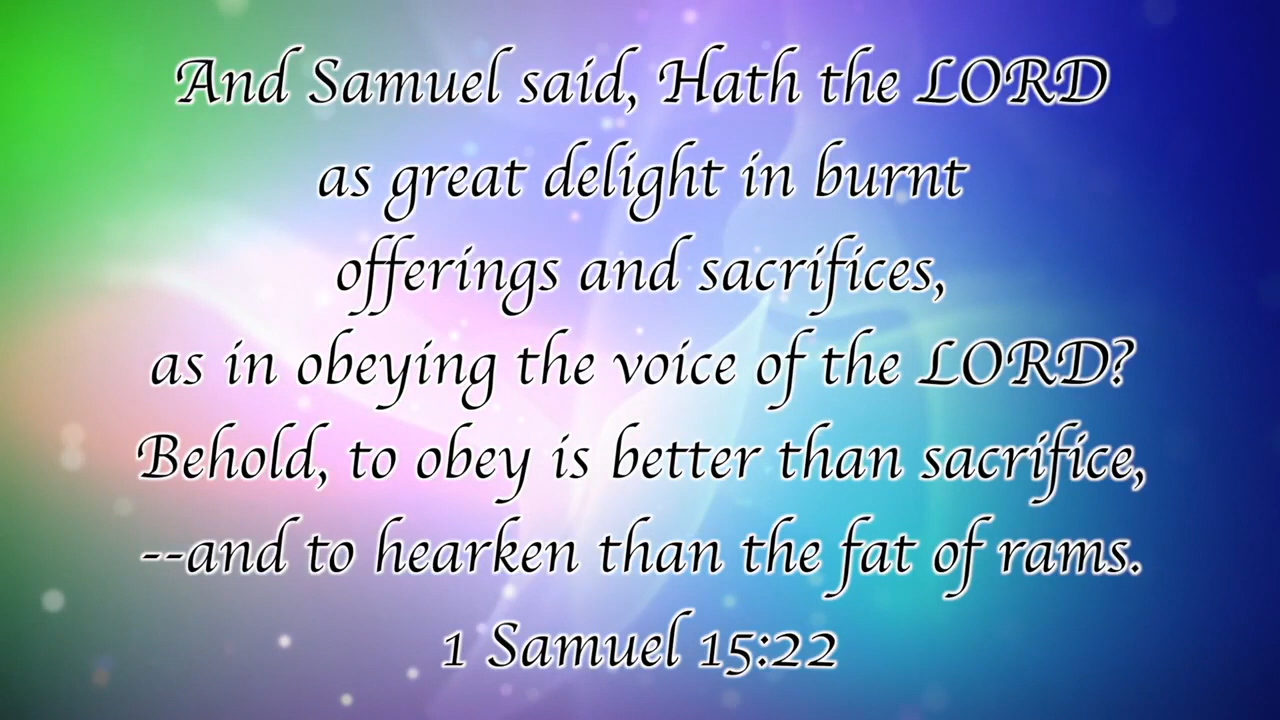 And Samuel said, Hath the LORD
as great delight in burnt
offerings and sacrifices,
as in obeying the voice of the LORD?
Behold, to obey is better than sacrifice,
--and to hearken than the fat of rams.
1 Samuel 15:22